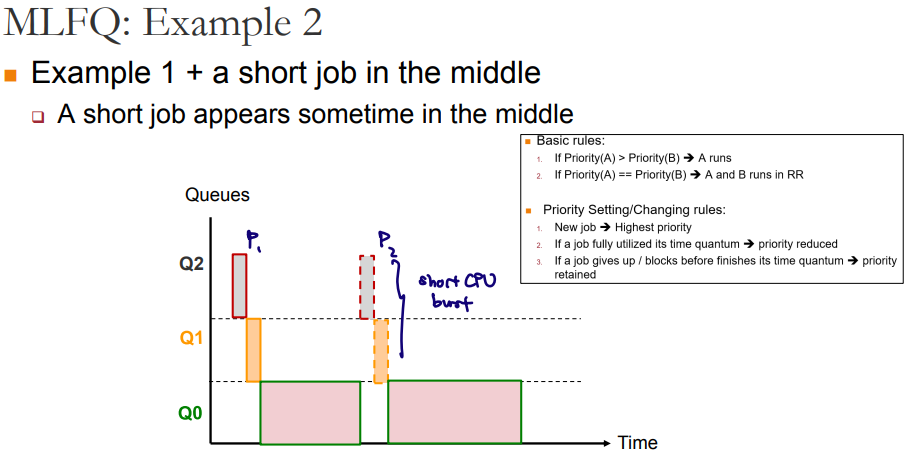 MLFQ: Example 2
Example 1 + a short job in the middle
A short job appears sometime in the middle
Basic rules:
1. If Priority(A) > Priority(B) ➔ A runs
2. If Priority(A) == Priority(B) ➔ A and B runs in RR
Priority Setting/Changing rules:
1. New job ➔ Highest priority
2. If a job fully utilized its time quantum ➔ priority reduced
3. If a job gives up / blocks before finishes its time quantum ➔ priority
retained
Queues
P1
P2
Q2
short CPU
burst
Q1
Q0
Time